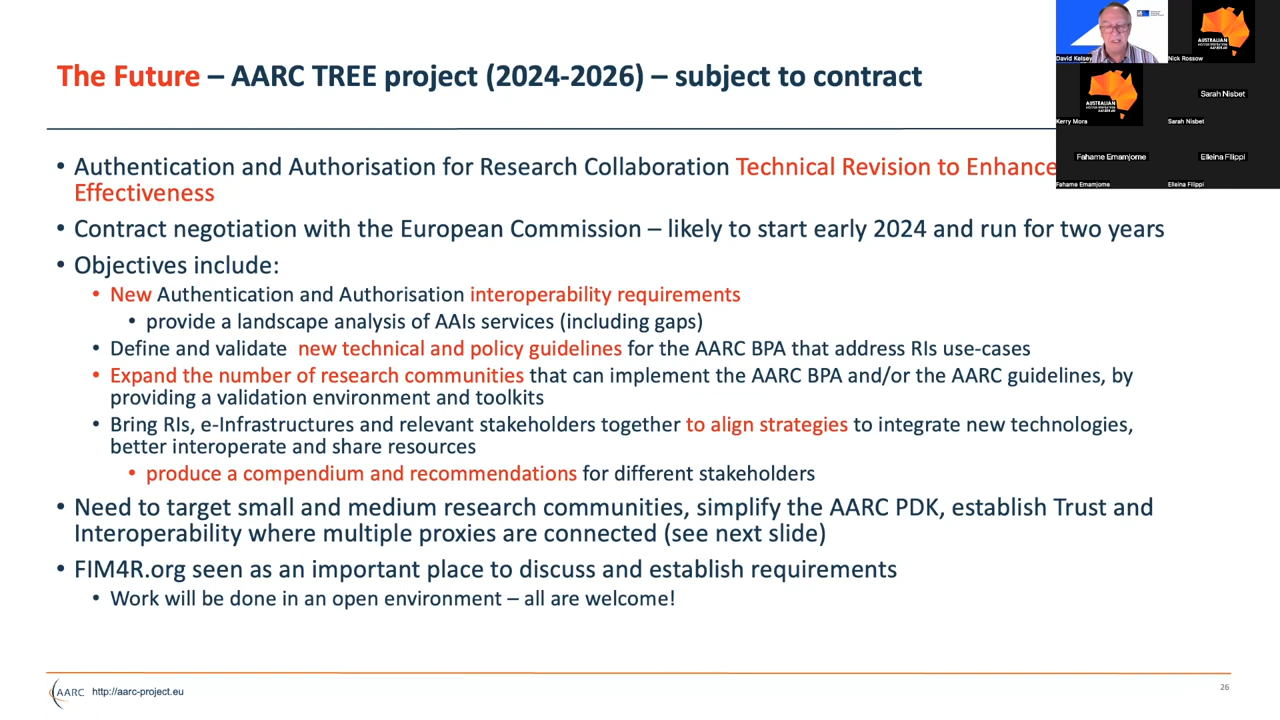 The Future – AARC TREE project (2024-2026) – subject to contract
• Authentication and Authorisation for Research Collaboration Technical Revision to Enhance
Effectiveness
• Contract negotiation with the European Commission – likely to start early 2024 and run for two years
• Objectives include:
• New Authentication and Authorisation interoperability requirements
• provide a landscape analysis of AAIs services (including gaps)
• Define and validate new technical and policy guidelines for the AARC BPA that address RIs use-cases
• Expand the number of research communities that can implement the AARC BPA and/or the AARC guidelines, by
providing a validation environment and toolkits
• Bring RIs, e-Infrastructures and relevant stakeholders together to align strategies to integrate new technologies,
better interoperate and share resources
• produce a compendium and recommendations for different stakeholders
• Need to target small and medium research communities, simplify the AARC PDK, establish Trust and
Interoperability where multiple proxies are connected (see next slide)
• FIM4R.org seen as an important place to discuss and establish requirements
• Work will be done in an open environment – all are welcome!
AARC http://aarc-project.eu
26
David Kelsey
AUSTRALIAN
Nick Rossow
AUSTRALIAN
Kerry Mora
Sarah Nisbet
Sarah Nisbet
Fahame Emamjome
Fahame Emamjome
Elleina Filippi
Elleina Filippi